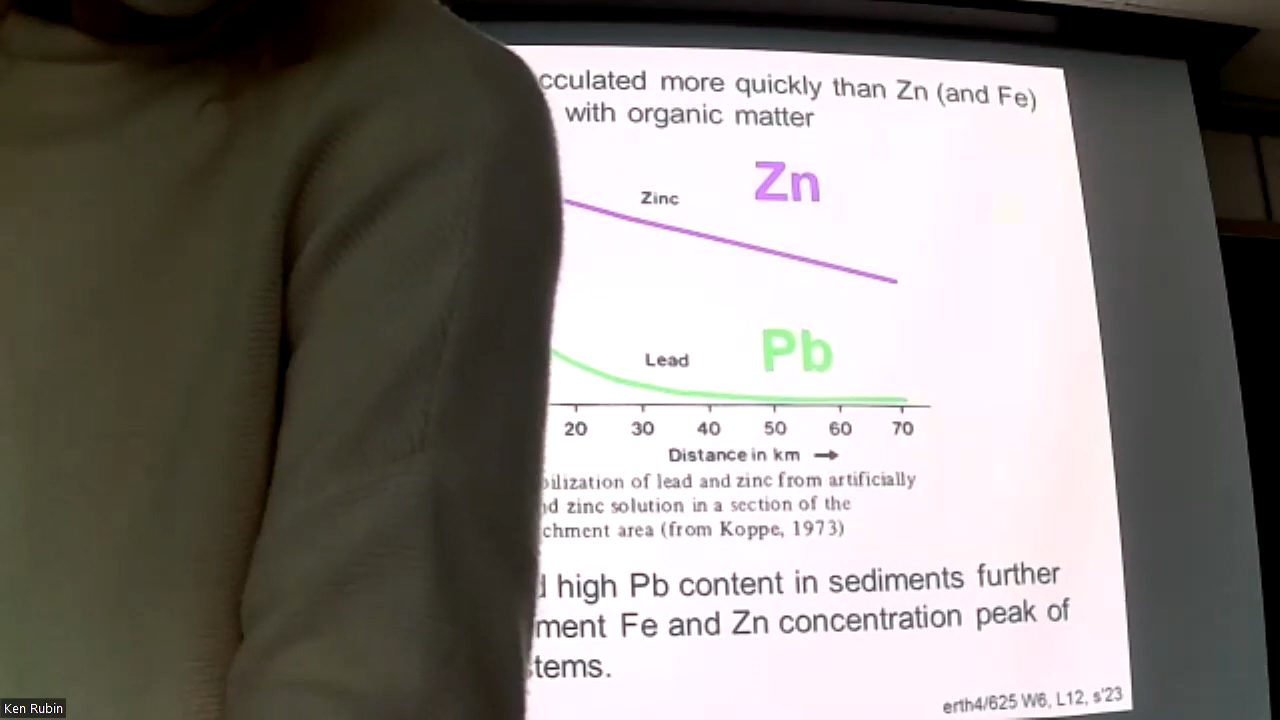 cculated more quickly than Zn (and Fe)
with organic matter
Zn
Zinc
Pb
Lead
20 30 40 50 60 70
Distance in km →
ilization of lead and zinc from artificially
d zinc solution in a section of the
chment area (from Koppe, 1973)
high Pb content in sediments further
ment Fe and Zn concentration peak of
tems.
erth4/625 W6, L12, s'23
Ken Rubin